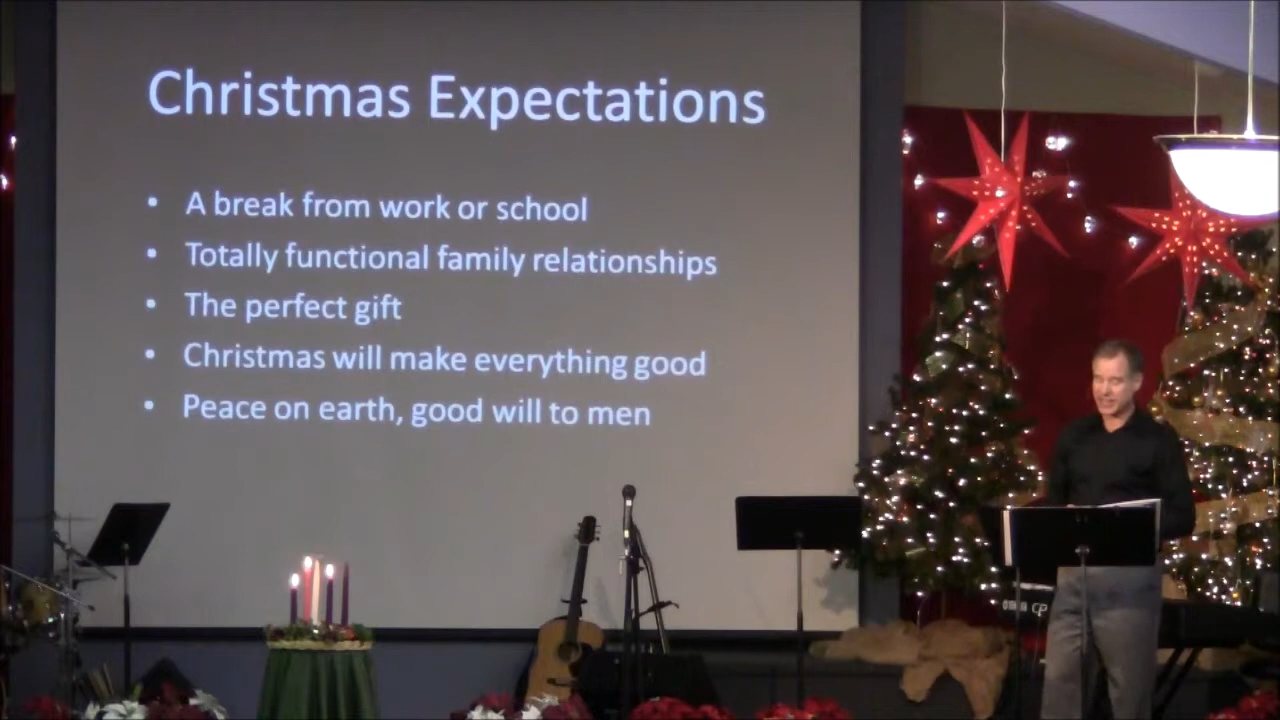 Christmas Expectations
• A break from work or school
• Totally functional family relationships
• The perfect gift
• Christmas will make everything good
• Peace on earth, good will to men
CP